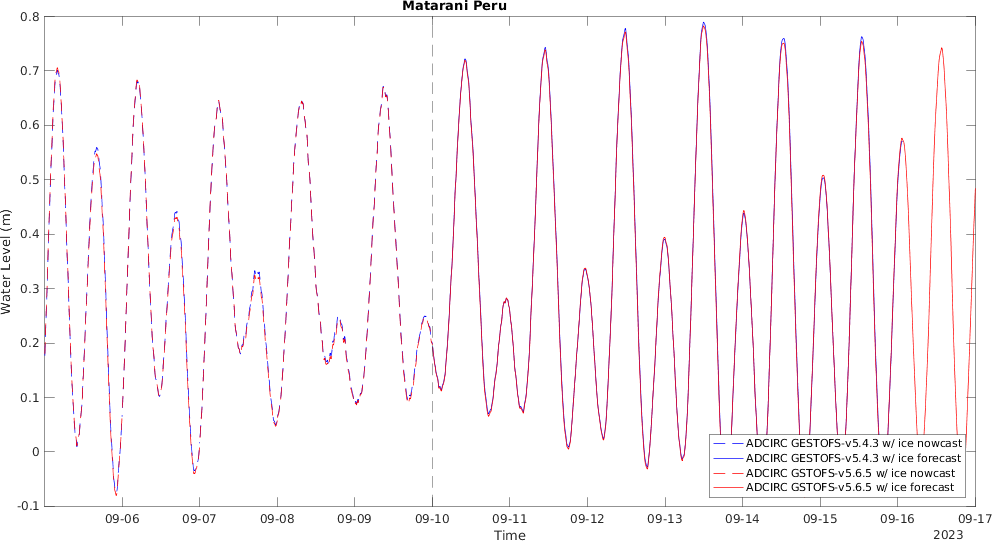 Matarani Peru
0.8
0.7
0.6
0.5
0.4
0.3
0.2
0.1
0
-0.1
Water Level (m)
ADCIRC GESTOFS-v5.4.3 w/ ice nowcast
ADCIRC GESTOFS-v5.4.3 w/ ice forecast
ADCIRC GSTOFS-v5.6.5 w/ ice nowcast
ADCIRC GSTOFS-v5.6.5 w/ ice forecast
09-06 09-07 09-08 09-09 09-10 09-11 09-12 09-13 09-14 09-15 09-16 09-17
Time
2023